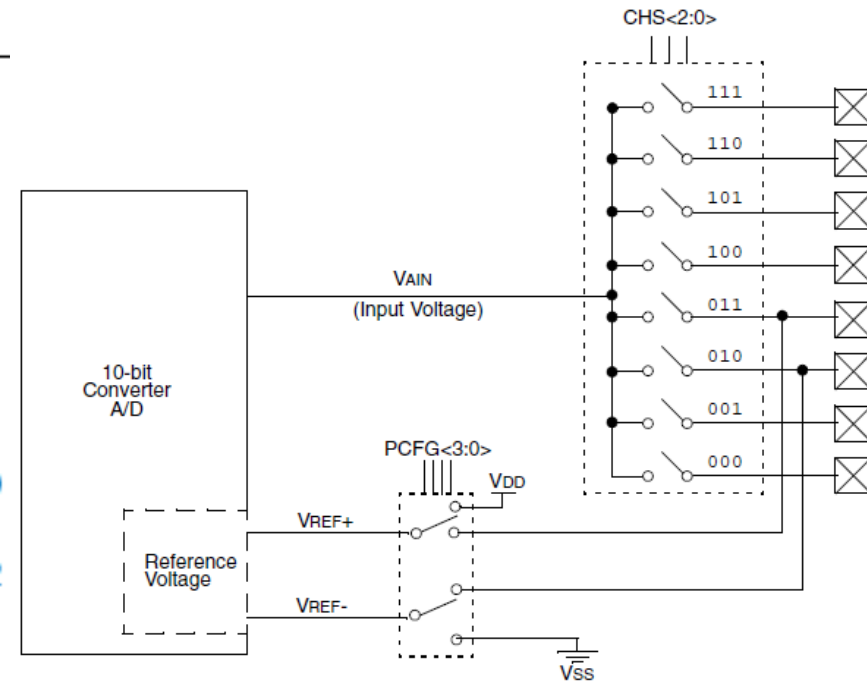 CHS<2:0>
111
110
101
100
VAIN
(Input Voltage)
011
10-bit
Converter
A/D
010
001
PCFG<3:0>
000
VDD
VREF+
Reference
Voltage
VREF-
VSS